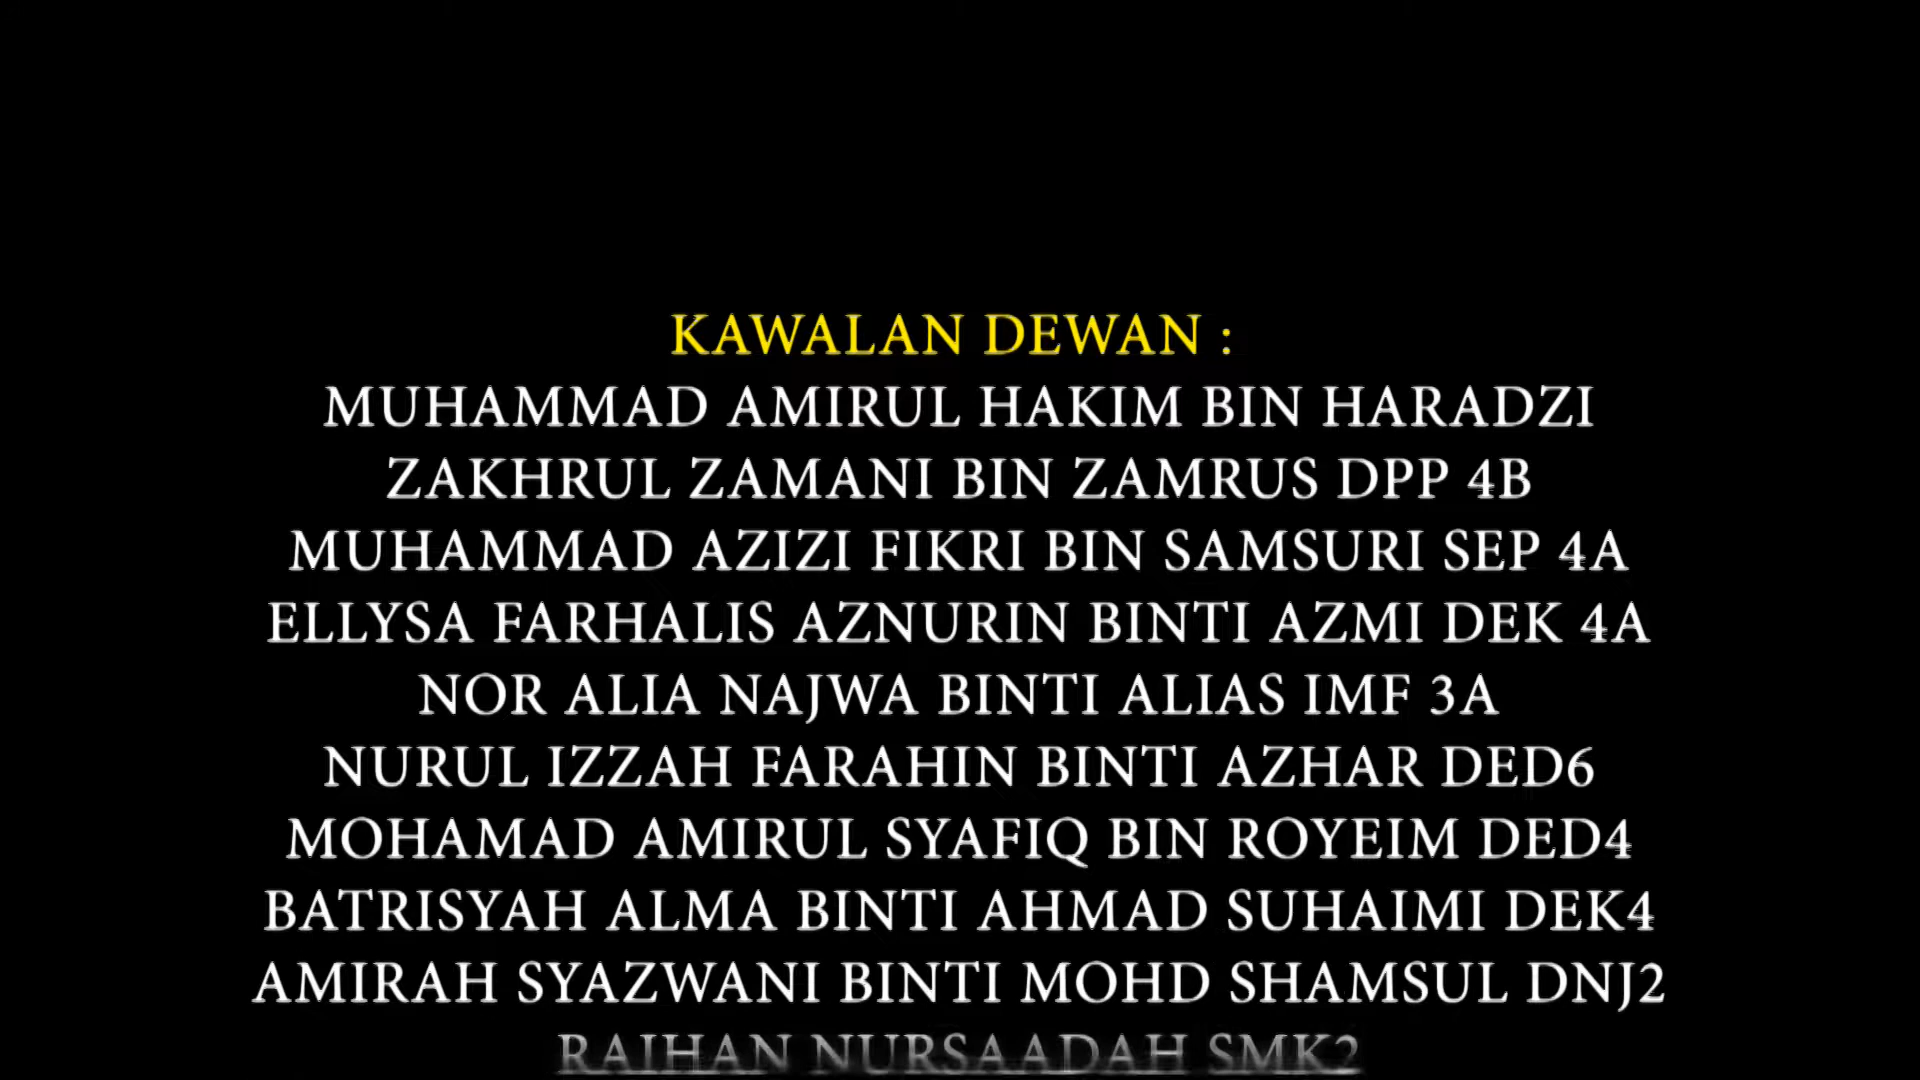 KAWALAN DEWAN :
MUHAMMAD AMIRUL HAKIM BIN HARADZI
ZAKHRUL ZAMANI BIN ZAMRUS DPP 4B
MUHAMMAD AZIZI FIKRI BIN SAMSURI SEP 4A
ELLYSA FARHALIS AZNURIN BINTI AZMI DEK 4A
NOR ALIA NAJWA BINTI ALIAS IMF 3A
NURUL IZZAH FARAHIN BINTI AZHAR DED6
MOHAMAD AMIRUL SYAFIQ BIN ROYEIM DED4
BATRISYAH ALMA BINTI AHMAD SUHAIMI DEK4
AMIRAH SYAZWANI BINTI MOHD SHAMSUL DNJ2
RAIHAN NURSAADAH SMK2